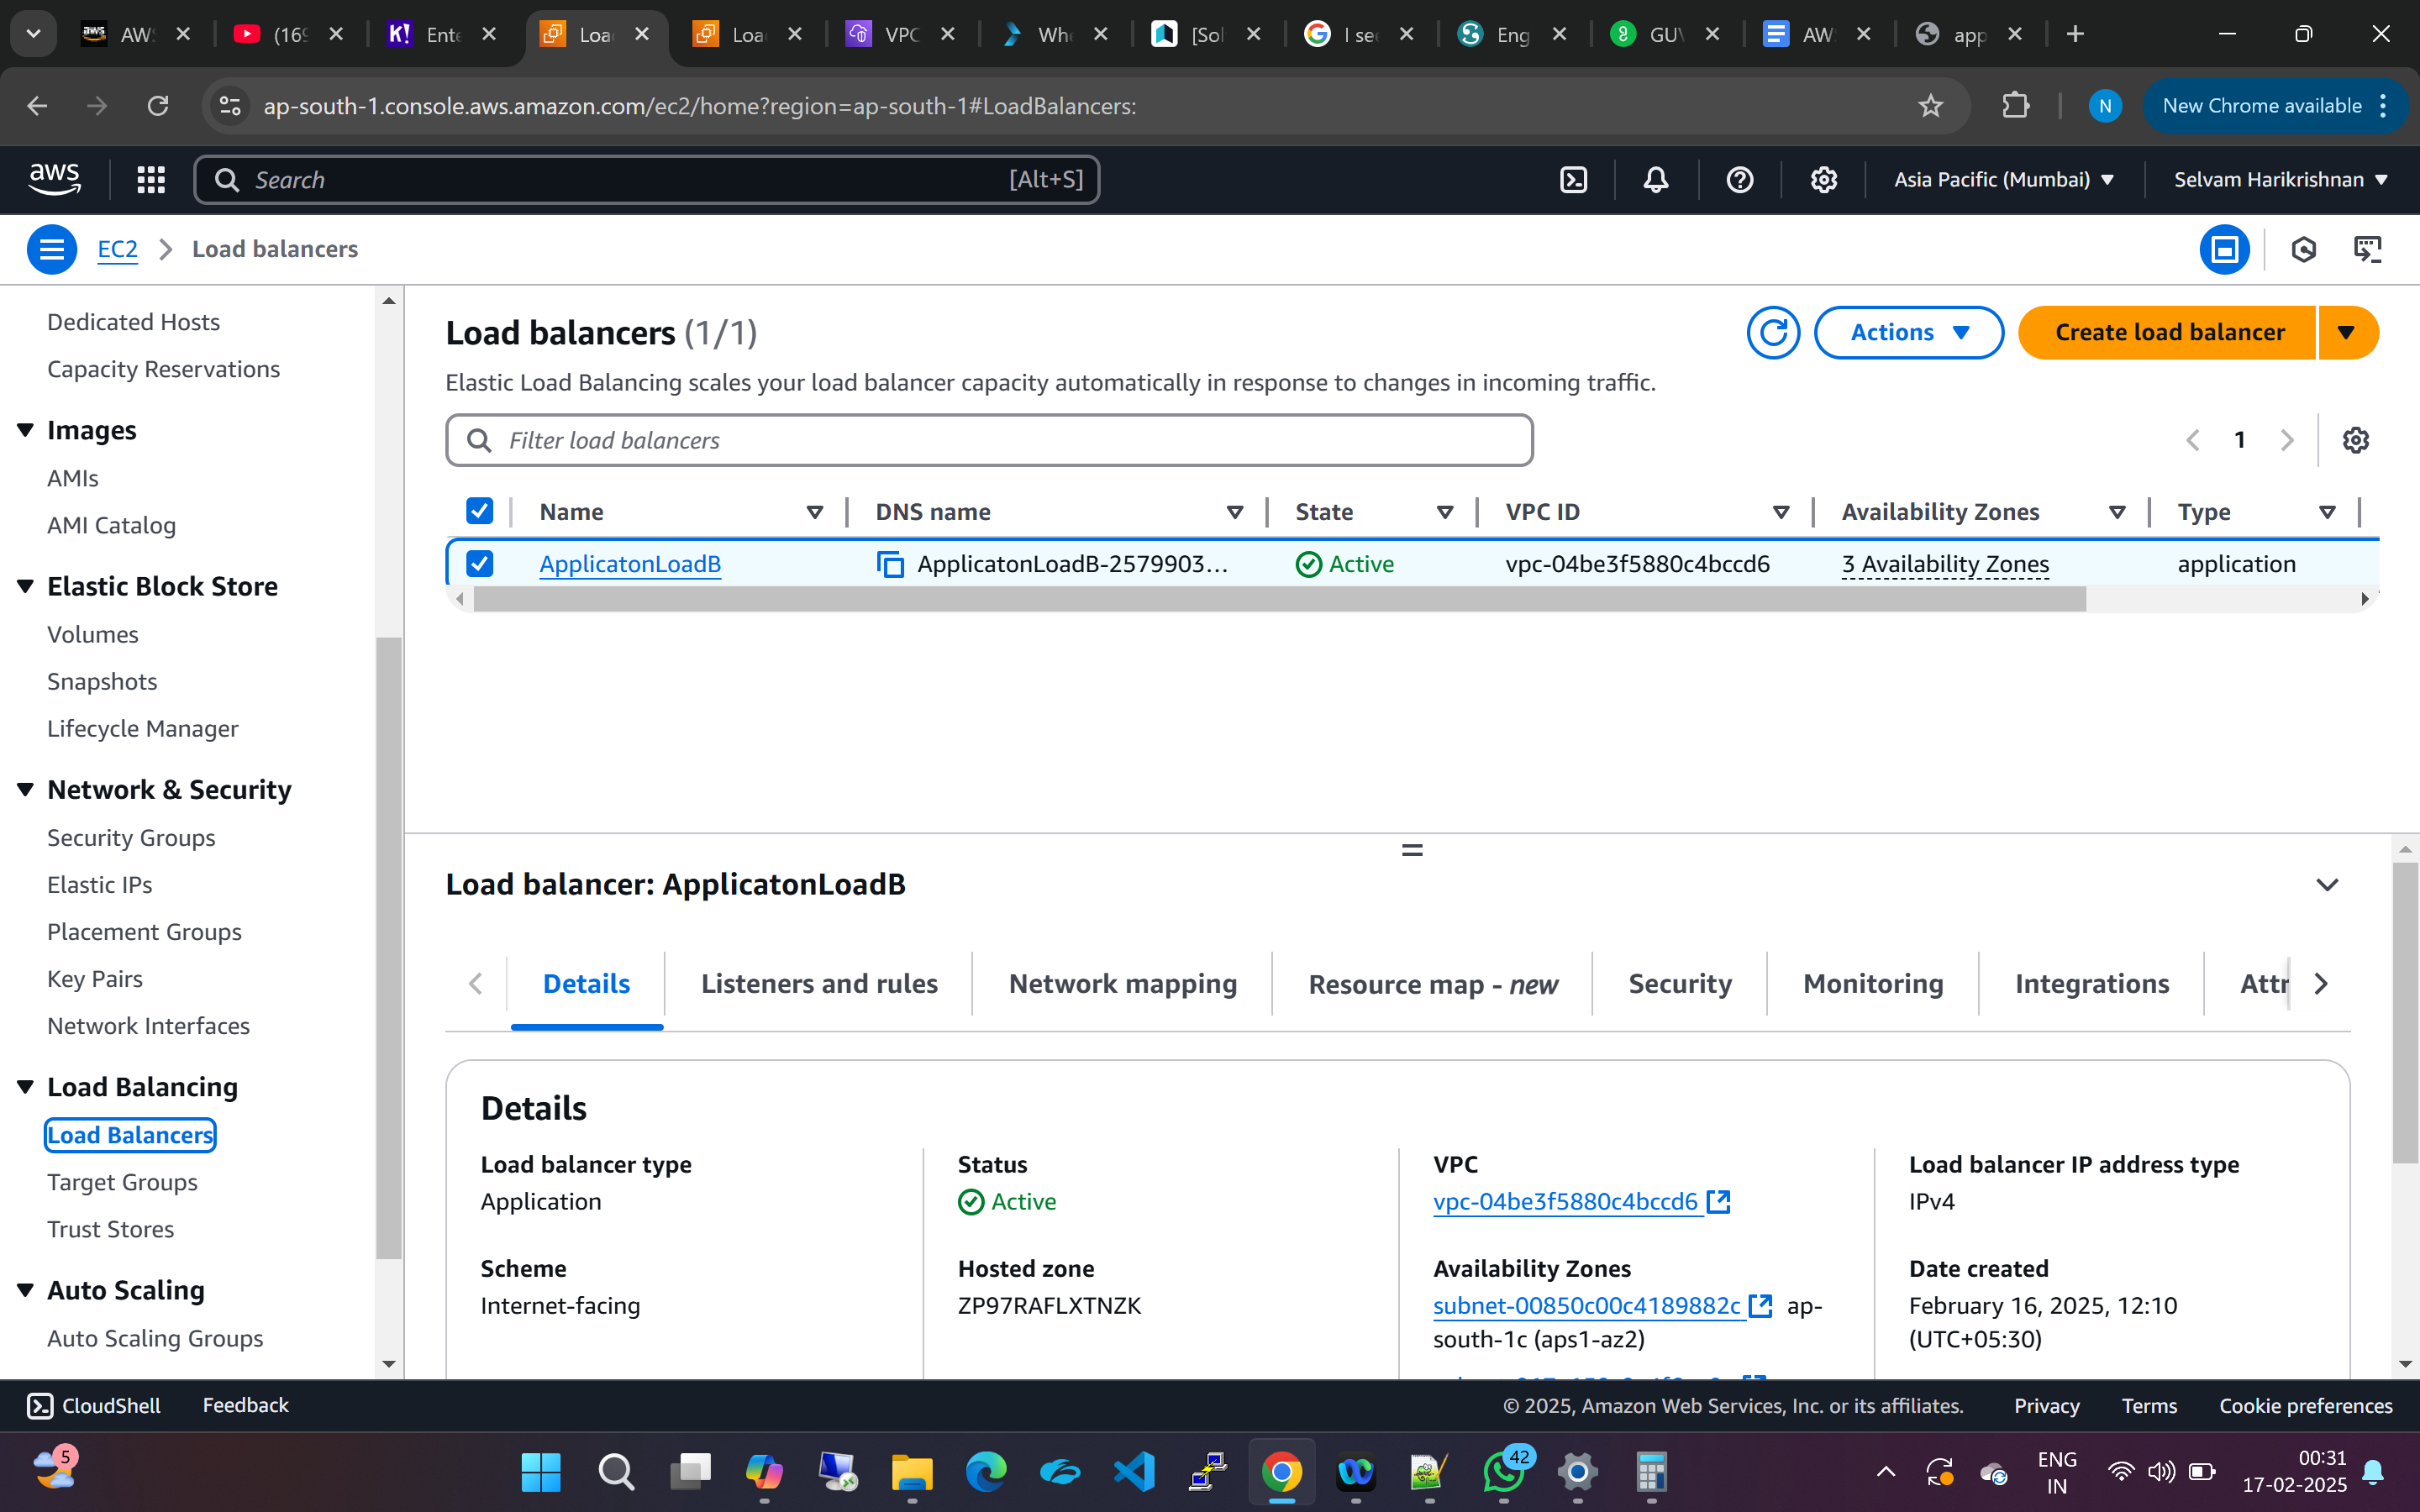 AWS
(169
Ente
Loa
Loa
VPC
Wh
[Sol
I see
Eng
GUV
AW
app
ap-south-1.console.aws.amazon.com/ec2/home?region=ap-south-1#LoadBalancers:
N
New Chrome available
aws
Search
[Alt+S]
Asia Pacific (Mumbai)
Selvam Harikrishnan
EC2
Load balancers
Dedicated Hosts
Capacity Reservations
Images
AMIs
AMI Catalog
Elastic Block Store
Volumes
Snapshots
Lifecycle Manager
Network & Security
Security Groups
Elastic IPs
Placement Groups
Key Pairs
Network Interfaces
Load Balancing
Load Balancers
Target Groups
Trust Stores
Auto Scaling
Auto Scaling Groups
Load balancers (1/1)
Actions
Create load balancer
Elastic Load Balancing scales your load balancer capacity automatically in response to changes in incoming traffic.
Filter load balancers
1
Name
DNS name
State
VPC ID
Availability Zones
Type
ApplicatonLoadB
ApplicatonLoadB-2579903...
Active
vpc-04be3f5880c4bccd6
3 Availability Zones
application
Load balancer: ApplicatonLoadB
Details
Listeners and rules
Network mapping
Resource map - new
Security
Monitoring
Integrations
Attr
Details
Load balancer type
Application
Status
Active
VPC
vpc-04be3f5880c4bccd6
Load balancer IP address type
IPv4
Scheme
Internet-facing
Hosted zone
ZP97RAFLXTNZK
Availability Zones
subnet-00850c00c4189882c ap-
south-1c (aps1-az2)
Date created
February 16, 2025, 12:10
(UTC+05:30)
CloudShell
Feedback
© 2025, Amazon Web Services, Inc. or its affiliates.
Privacy
Terms
Cookie preferences
5
42
ENG
IN
00:31
17-02-2025